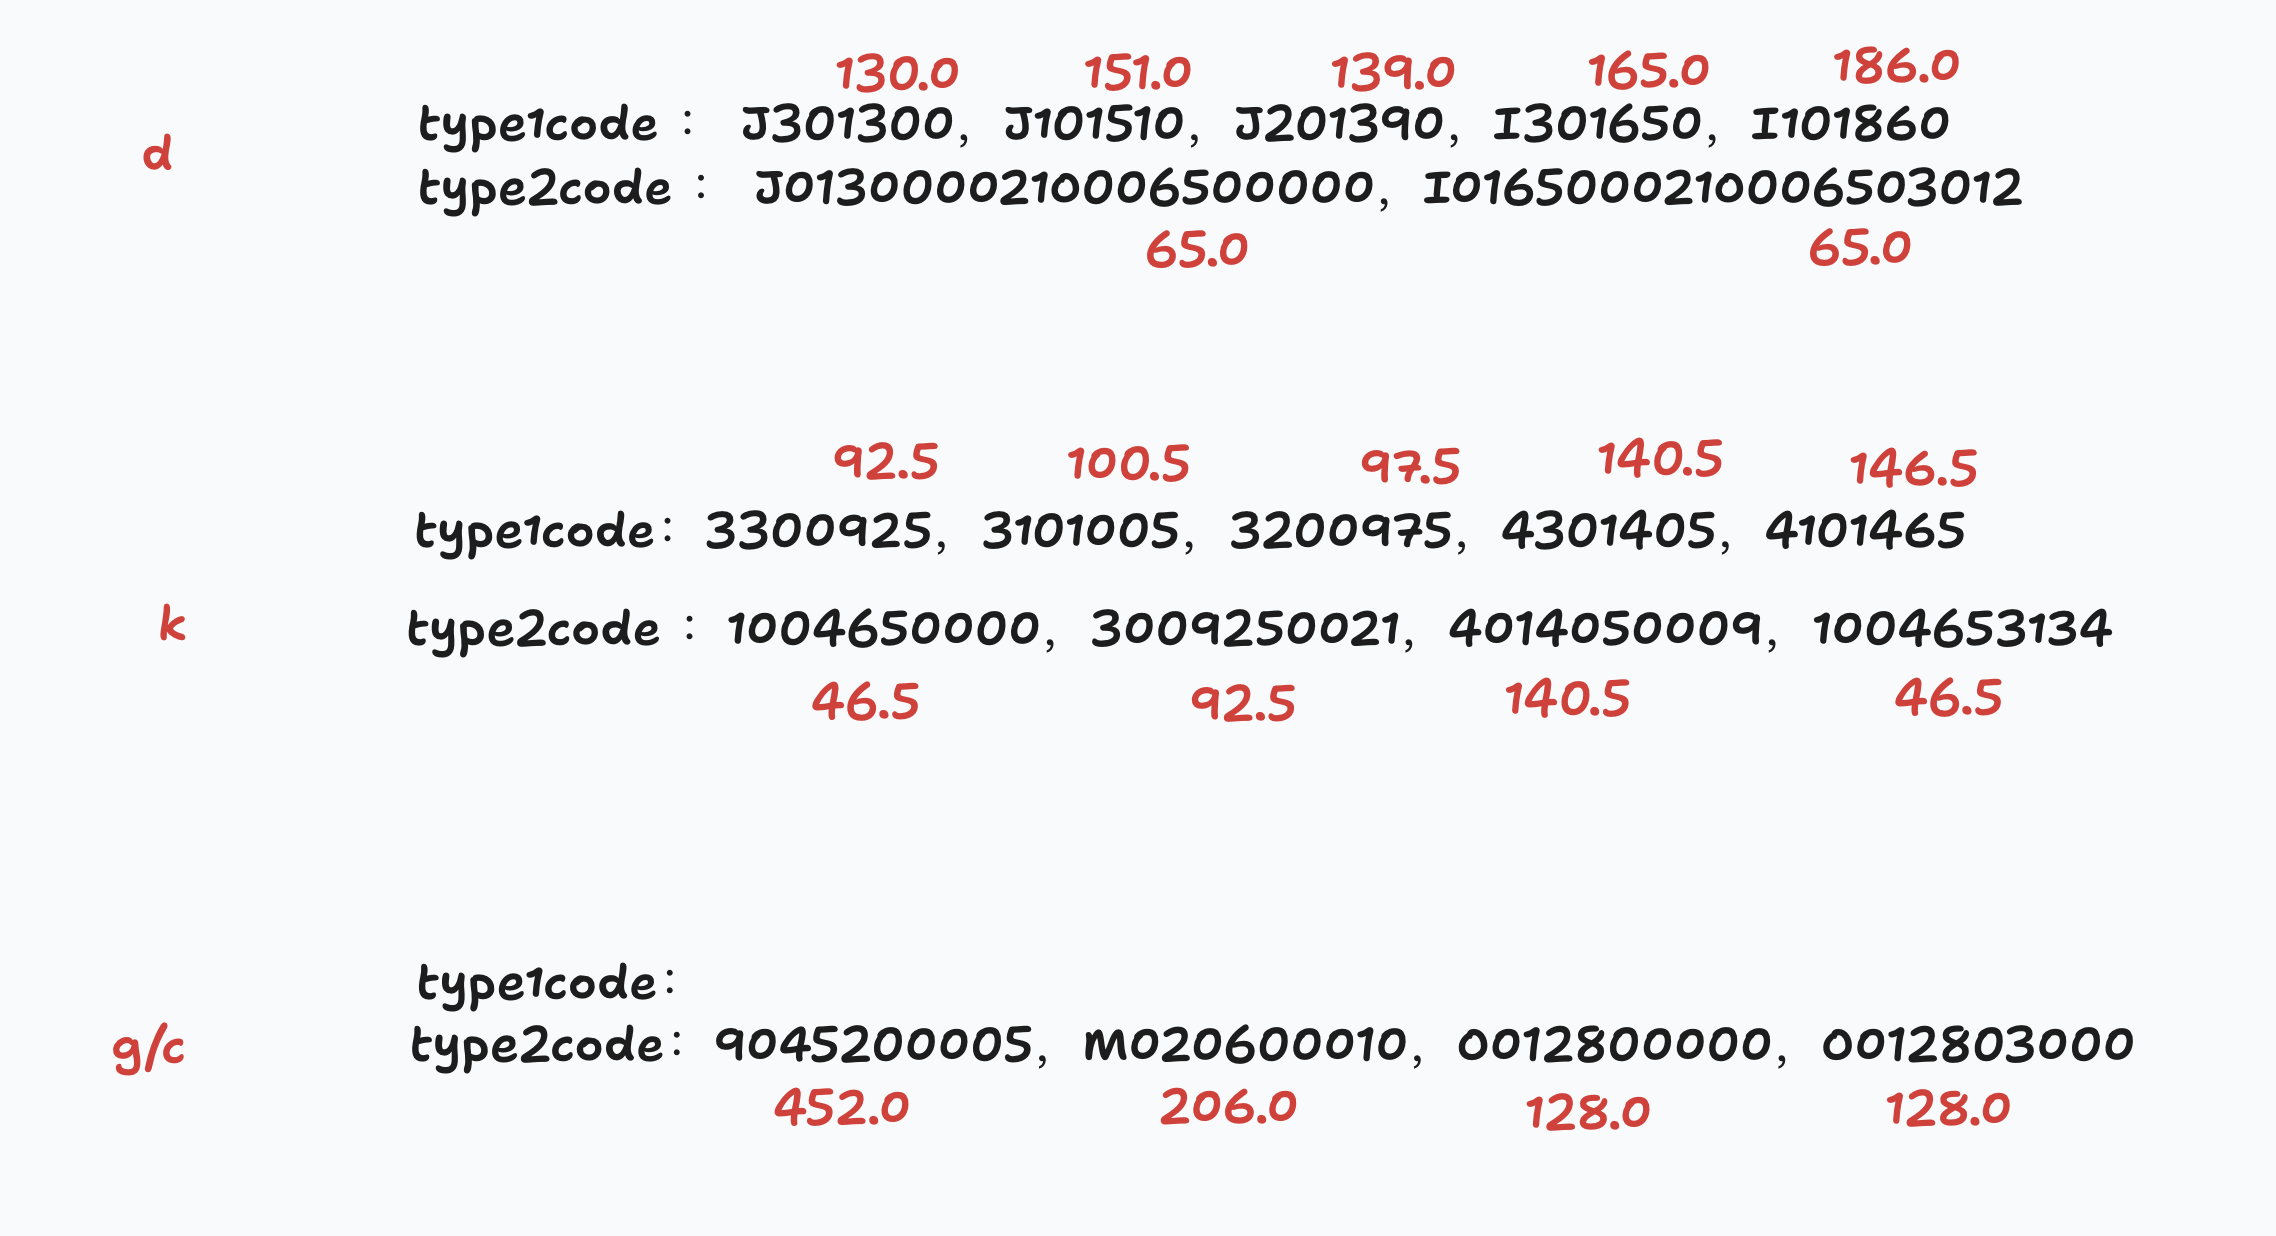 130.0 151.0 139.0 165.0 186.0
type1code : J301300, J101510, J201390, I301650, I101860
d
type2code : J013000021000650000​0, I0165000210006503012
65.0 65.0
92.5 100.5 97.5 140.5 146.5
type1code: 3300925, 3101005, 3200975, 4301405, 4101465
k
type2code : 1004650000, 3009250021, 4014050009, 1004653134
46.5 92.5 140.5 46.5
type1code:
g/c
type2code: 9045200005, M020600010, 0012800000, 0012803000
452.0 206.0 128.0 128.0